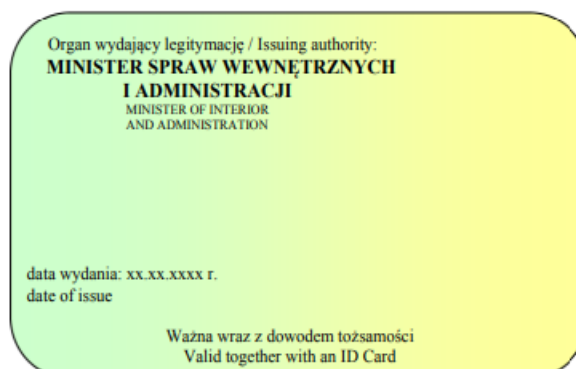 Organ wydający legitymację / Issuing authority:
MINISTER SPRAW WEWNĘTRZNYCH
I ADMINISTRACJI
MINISTER OF INTERIOR
AND ADMINISTRATION
data wydania: xx.xx.xxxx r.
date of issue
Ważna wraz z dowodem tożsamości
Valid together with an ID Card